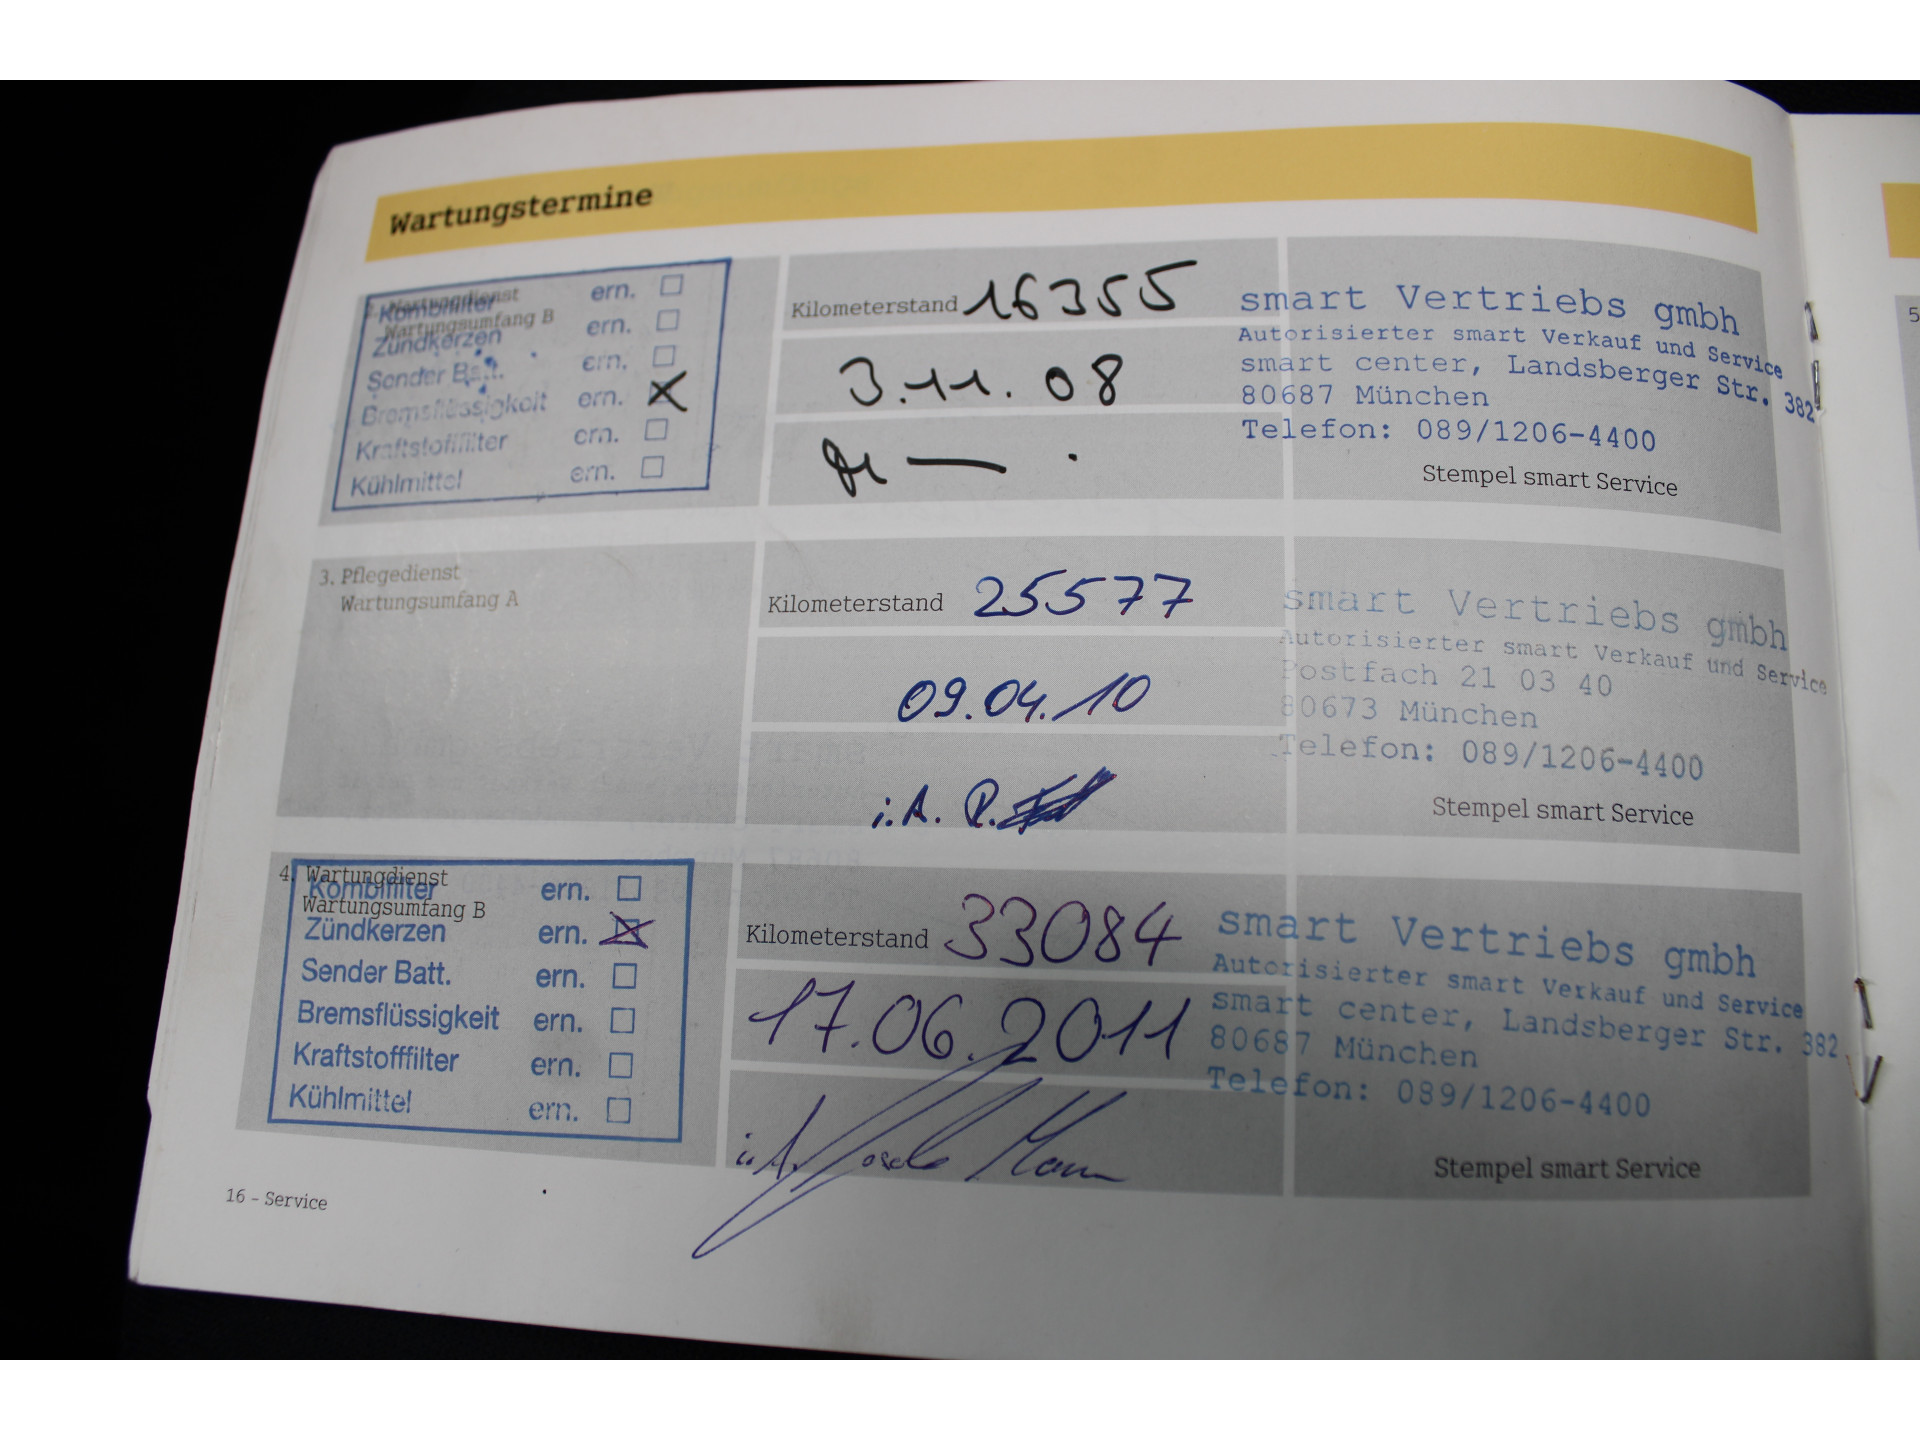 Wartungstermine
2. Wartungsdienst
Wartungsumfang B
Kombifilter ern.
Zündkerzen ern.
Sender Batt. ern.
Bremsflüssigkeit ern. X
Kraftstofffilter ern.
Kühlmittel ern.
Kilometerstand 16355
3.11.08
smart Vertriebs gmbh
Autorisierter smart Verkauf und Service
smart center, Landsberger Str. 382
80687 München
Telefon: 089/1206-4400
Stempel smart Service
3. Pflegedienst
Wartungsumfang A
Kilometerstand 25577
09.04.10
i.A. P.
smart Vertriebs gmbh
Autorisierter smart Verkauf und Service
Postfach 21 03 40
80673 München
Telefon: 089/1206-4400
Stempel smart Service
4. Wartungdienst
Wartungsumfang B
Kombifilter ern.
Zündkerzen ern. X
Sender Batt. ern.
Bremsflüssigkeit ern.
Kraftstofffilter ern.
Kühlmittel ern.
Kilometerstand 33084
17.06.2011
i.A.
smart Vertriebs gmbh
Autorisierter smart Verkauf und Service
smart center, Landsberger Str. 382
80687 München
Telefon: 089/1206-4400
Stempel smart Service
16 - Service
5